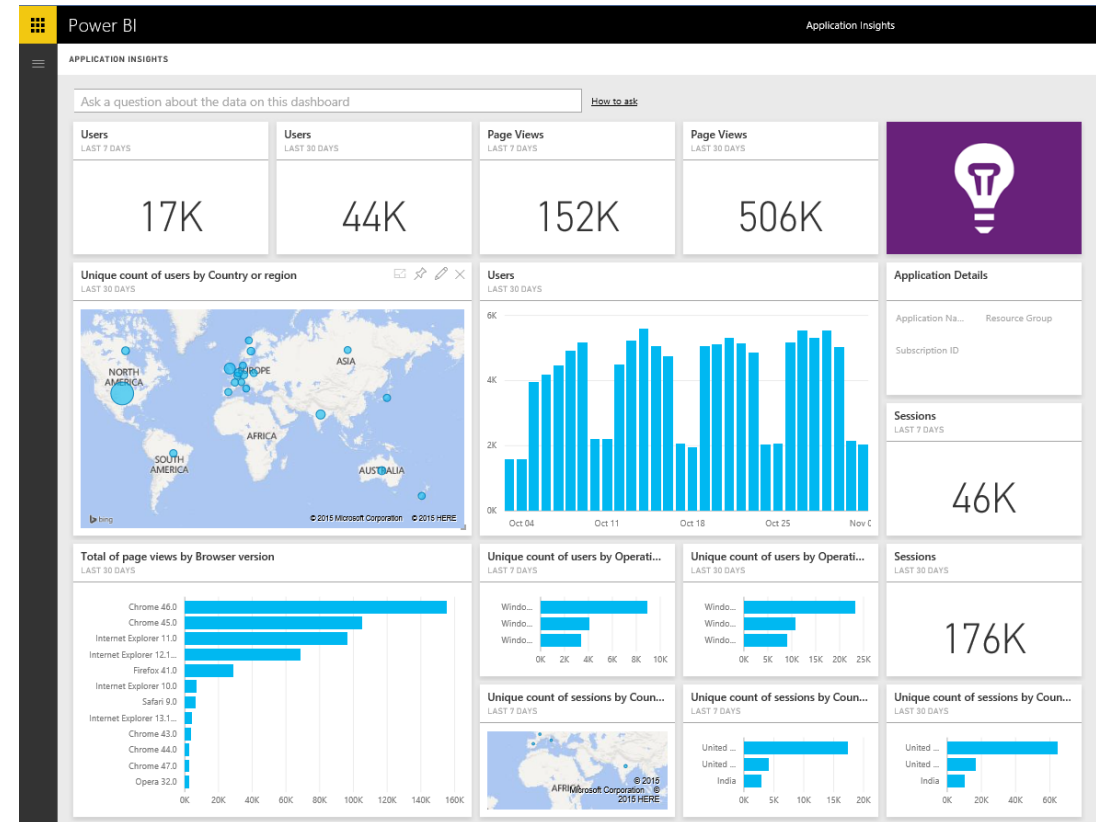 Power BI
Application Insights
APPLICATION INSIGHTS
Ask a question about the data on this dashboard
How to ask
Users
LAST 7 DAYS
17K
Users
LAST 30 DAYS
44K
Page Views
LAST 7 DAYS
152K
Page Views
LAST 30 DAYS
506K
Unique count of users by Country or region
LAST 30 DAYS
NORTH
AMERICA
EUROPE
ASIA
AFRICA
SOUTH
AMERICA
AUSTRALIA
bing
© 2015 Microsoft Corporation © 2015 HERE
Users
LAST 30 DAYS
6K
4K
2K
0K
Oct 04 Oct 11 Oct 18 Oct 25 Nov 0
Application Details
Application Na... Resource Group
Subscription ID
Sessions
LAST 7 DAYS
46K
Total of page views by Browser version
LAST 30 DAYS
Chrome 46.0
Chrome 45.0
Internet Explorer 11.0
Internet Explorer 12.1...
Firefox 41.0
Internet Explorer 10.0
Safari 9.0
Internet Explorer 13.1...
Chrome 43.0
Chrome 44.0
Chrome 47.0
Opera 32.0
0K 20K 40K 60K 80K 100K 120K 140K 160K
Unique count of users by Operati...
LAST 7 DAYS
Windo...
Windo...
Windo...
0K 2K 4K 6K 8K 10K
Unique count of users by Operati...
LAST 30 DAYS
Windo...
Windo...
Windo...
0K 5K 10K 15K 20K 25K
Sessions
LAST 30 DAYS
176K
Unique count of sessions by Coun...
LAST 7 DAYS
AFRICA
© 2015
Microsoft Corporation ©
2015 HERE
Unique count of sessions by Coun...
LAST 7 DAYS
United ...
United ...
India
0K 5K 10K 15K 20K
Unique count of sessions by Coun...
LAST 30 DAYS
United ...
United ...
India
0K 20K 40K 60K